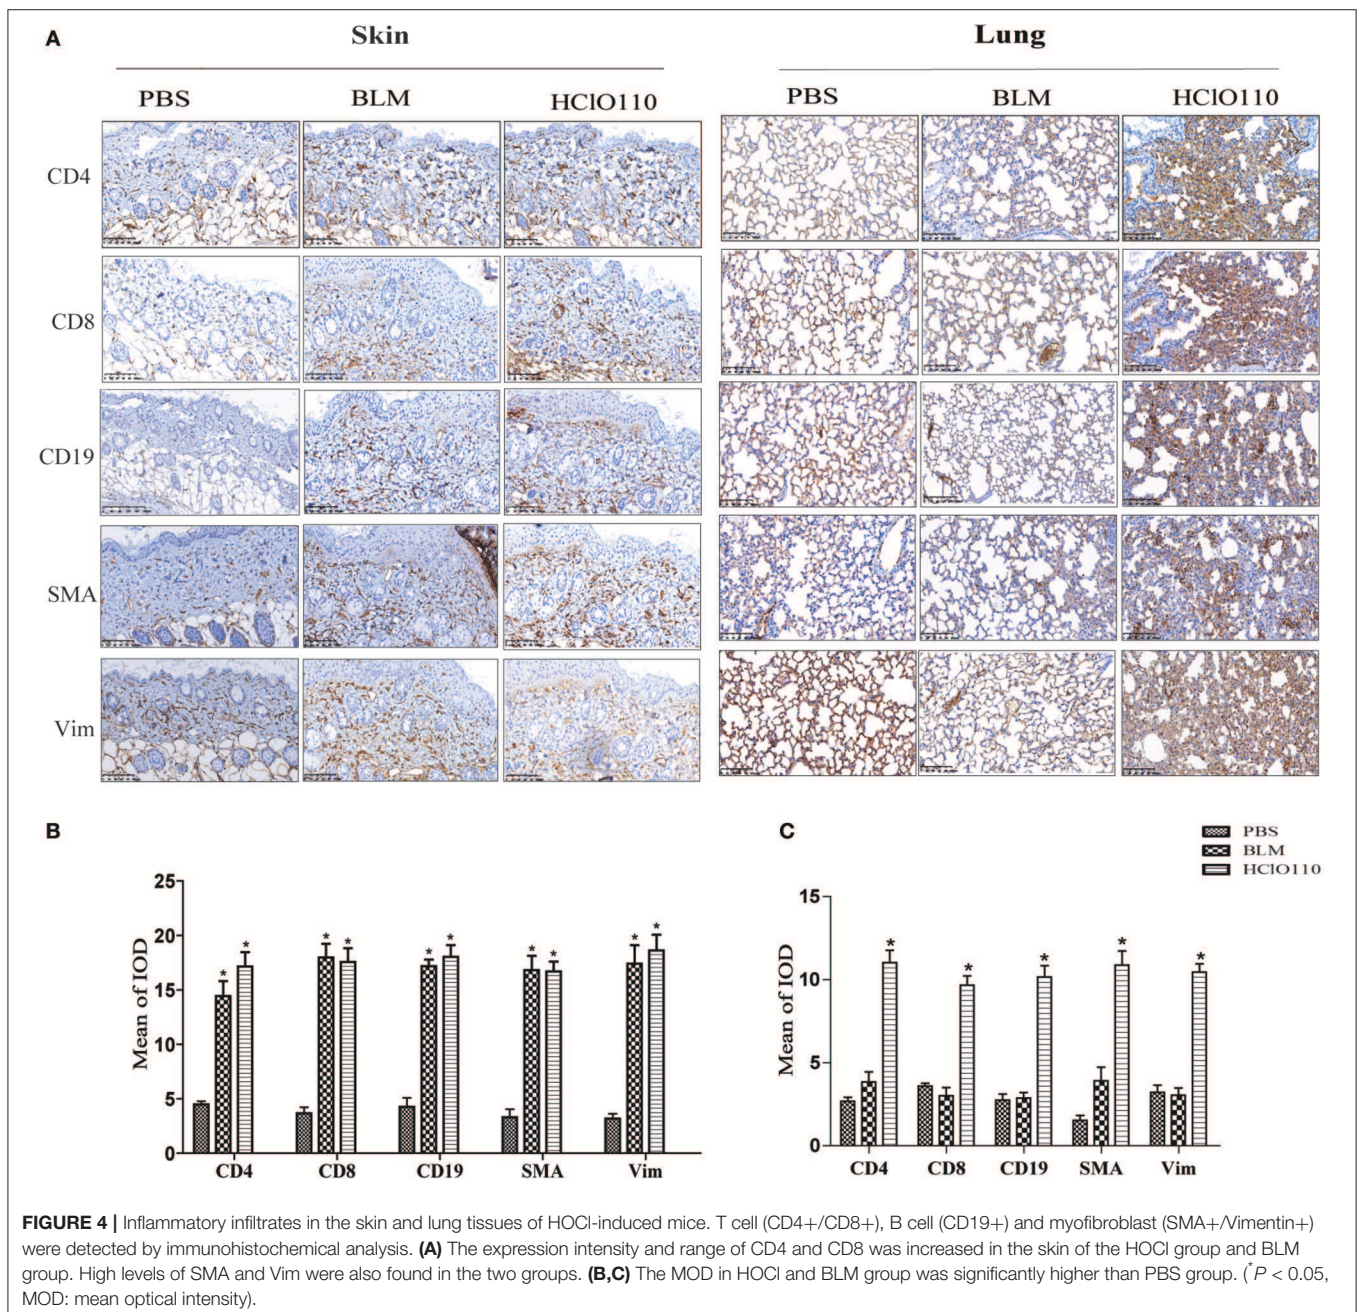 A
Skin
Lung
PBS BLM HClO110
PBS BLM HClO110
CD4
CD8
CD19
SMA
Vim
B
25
20
15
10
5
0
Mean of IOD
* * * * * * * * * *
CD4 CD8 CD19 SMA Vim
C
PBS
BLM
HClO110
15
10
5
0
Mean of IOD
* * * * *
CD4 CD8 CD19 SMA Vim
FIGURE 4 | Inflammatory infiltrates in the skin and lung tissues of HOCl-induced mice. T cell (CD4+/CD8+), B cell (CD19+) and myofibroblast (SMA+/Vimentin+)
were detected by immunohistochemical analysis. (A) The expression intensity and range of CD4 and CD8 was increased in the skin of the HOCl group and BLM
group. High levels of SMA and Vim were also found in the two groups. (B,C) The MOD in HOCl and BLM group was significantly higher than PBS group. (*P < 0.05,
MOD: mean optical intensity).